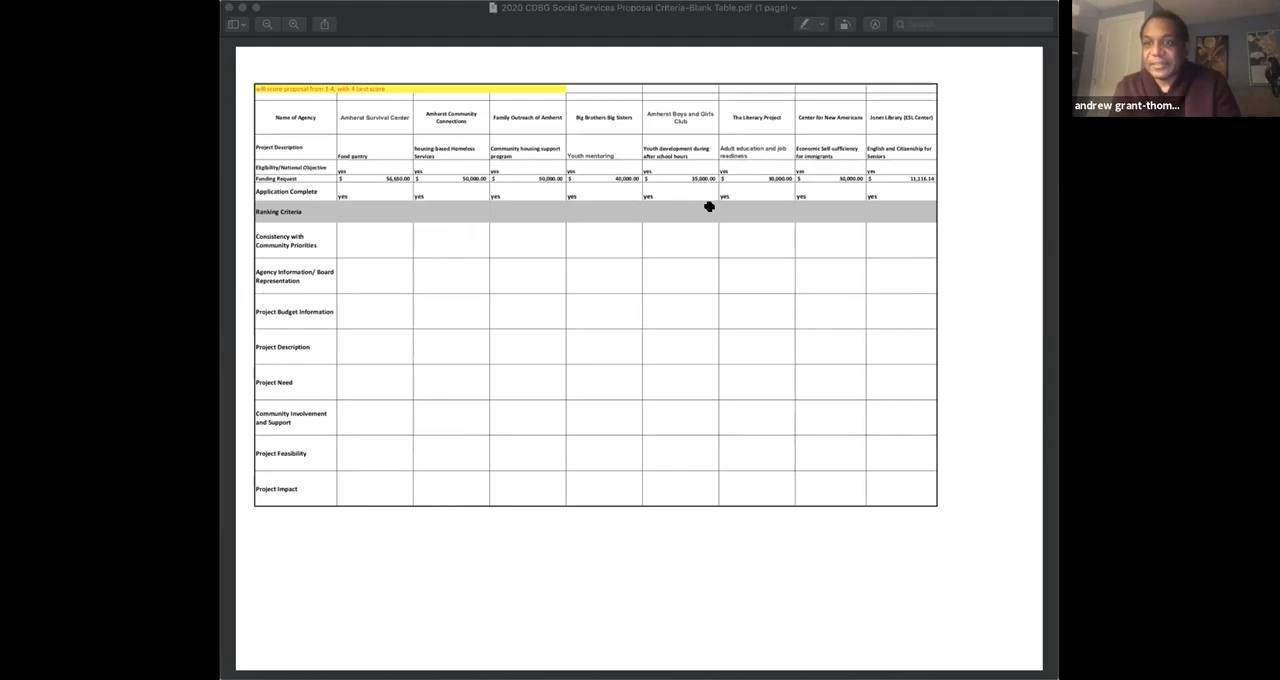 2020 CDBG Social Services Proposal Criteria-Blank Table.pdf (1 page)
Search
andrew grant-thom...
will score proposal from 1-4, with 4 best score
Name of Agency
Amherst Survival Center
Amherst Community
Connections
Family Outreach of Amherst
Big Brothers Big Sisters
Amherst Boys and Girls
Club
The Literacy Project
Center for New Americans
Jones Library (ESL Center)
Project Description
Food pantry
housing-based Homeless
Services
Community housing support
program
Youth mentoring
Youth development during
after school hours
Adult education and job
readiness
Economic Self-sufficiency
for immigrants
English and Citizenship for
Seniors
Eligibility/National Objective
yes
yes
yes
yes
yes
yes
yes
yes
Funding Request
$ 56,650.00
$ 50,000.00
$ 50,000.00
$ 40,000.00
$ 35,000.00
$ 30,000.00
$ 30,000.00
$ 11,116.14
Application Complete
yes
yes
yes
yes
yes
yes
yes
yes
Ranking Criteria
Consistency with
Community Priorities
Agency Information/ Board
Representation
Project Budget Information
Project Description
Project Need
Community Involvement
and Support
Project Feasibility
Project Impact